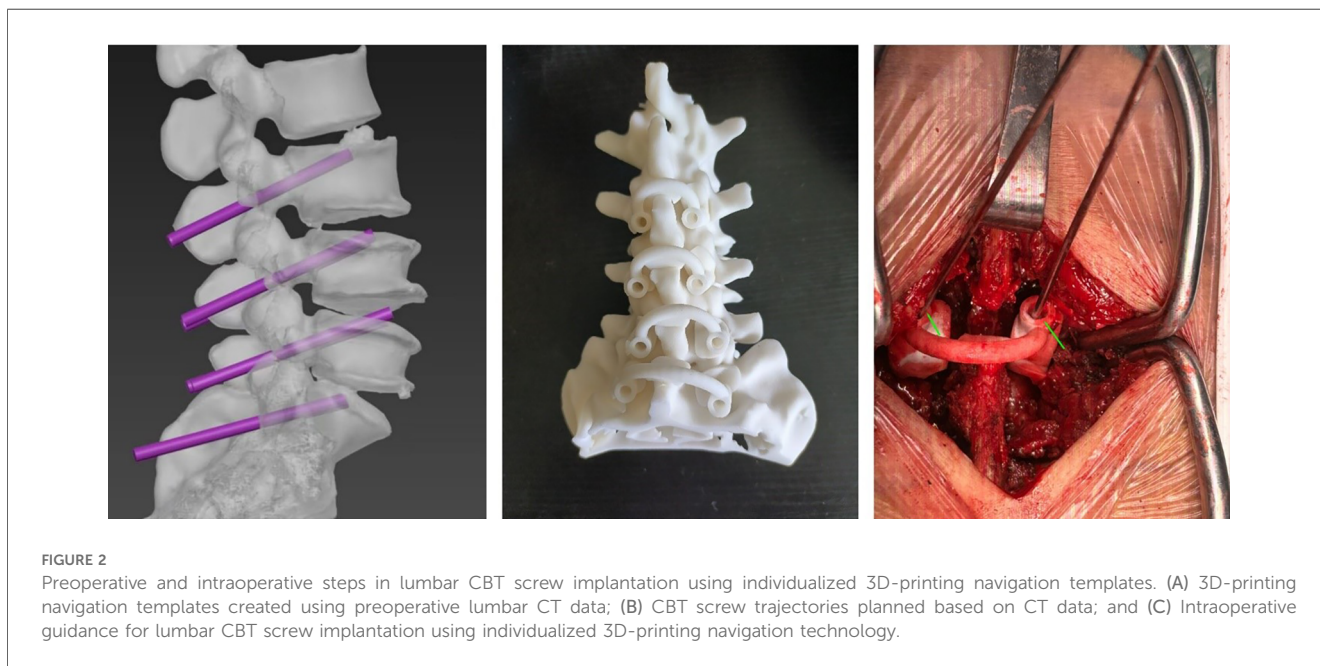 FIGURE 2
Preoperative and intraoperative steps in lumbar CBT screw implantation using individualized 3D-printing navigation templates. (A) 3D-printing
navigation templates created using preoperative lumbar CT data; (B) CBT screw trajectories planned based on CT data; and (C) Intraoperative
guidance for lumbar CBT screw implantation using individualized 3D-printing navigation technology.